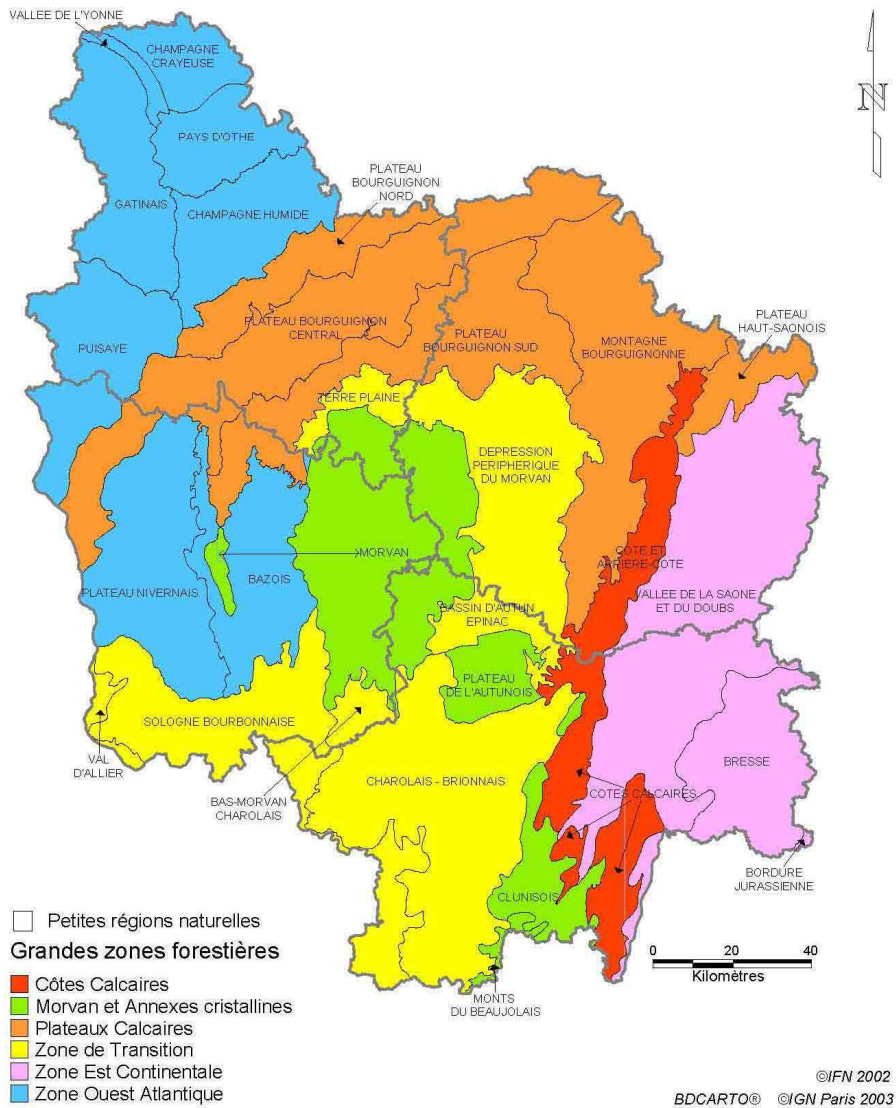 VALLEE DE L'YONNE
CHAMPAGNE
CRAYEUSE
PAYS D'OTHE
N
PLATEAU
BOURGUIGNON
NORD
GATINAIS
CHAMPAGNE HUMIDE
PLATEAU
HAUT-SAONOIS
PLATEAU BOURGUIGNON
CENTRAL
PLATEAU
BOURGUIGNON SUD
MONTAGNE
BOURGUIGNONNE
PUISAYE
TERRE PLAINE
DEPRESSION
PERIPHERIQUE
DU MORVAN
MORVAN
COTE ET
ARRIERE-COTE
BAZOIS
PLATEAU NIVERNAIS
VALLEE DE LA SAONE
ET DU DOUBS
BASSIN D'AUTUN
EPINAC
PLATEAU
DE L'AUTUNOIS
SOLOGNE BOURBONNAISE
VAL
D'ALLIER
BRESSE
CHAROLAIS - BRIONNAIS
BAS-MORVAN
CHAROLAIS
COTES CALCAIRES
BORDURE
JURASSIENNE
CLUNISOIS
MONTS
DU BEAUJOLAIS
0 20 40
Kilomètres
Petites régions naturelles
Grandes zones forestières
Côtes Calcaires
Morvan et Annexes cristallines
Plateaux Calcaires
Zone de Transition
Zone Est Continentale
Zone Ouest Atlantique
©IFN 2002
BDCARTO® ©IGN Paris 2003